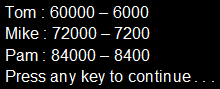 Tom : 60000 – 6000
Mike : 72000 – 7200
Pam : 84000 – 8400
Press any key to continue . . .